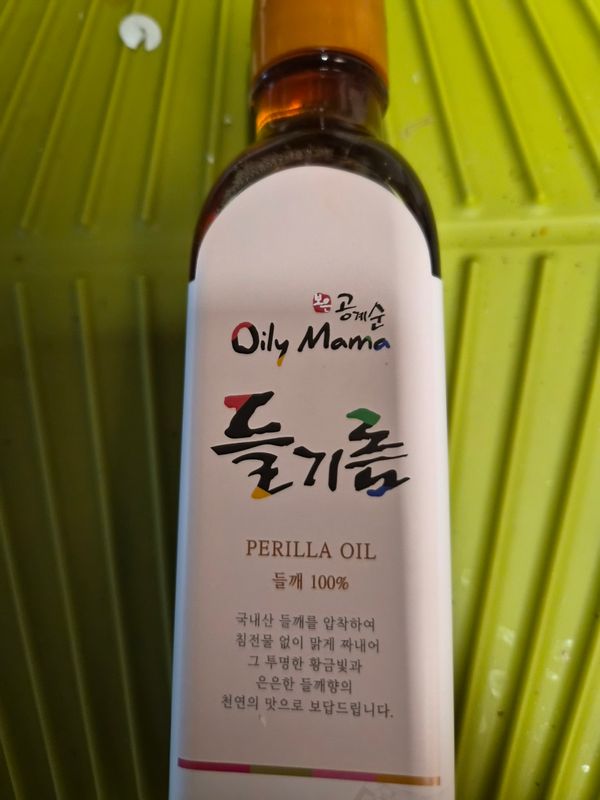 보은 공계순
Oily Mama
들기름
PERILLA OIL
들깨 100%
국내산 들깨를 압착하여
침전물 없이 맑게 짜내어
그 투명한 황금빛과
은은한 들깨향의
천연의 맛으로 보답드립니다.